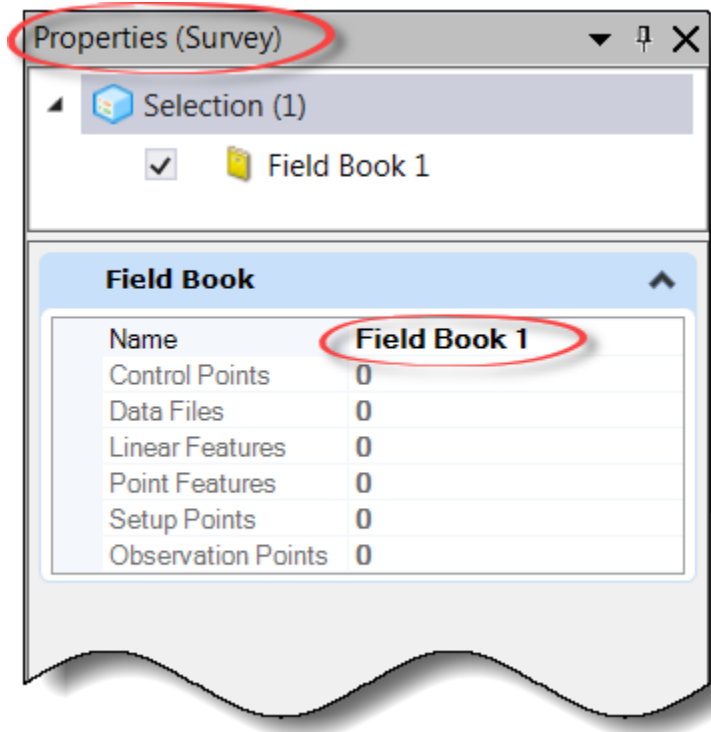 Properties (Survey)
Selection (1)
Field Book 1
Field Book
Name Field Book 1
Control Points 0
Data Files 0
Linear Features 0
Point Features 0
Setup Points 0
Observation Points 0